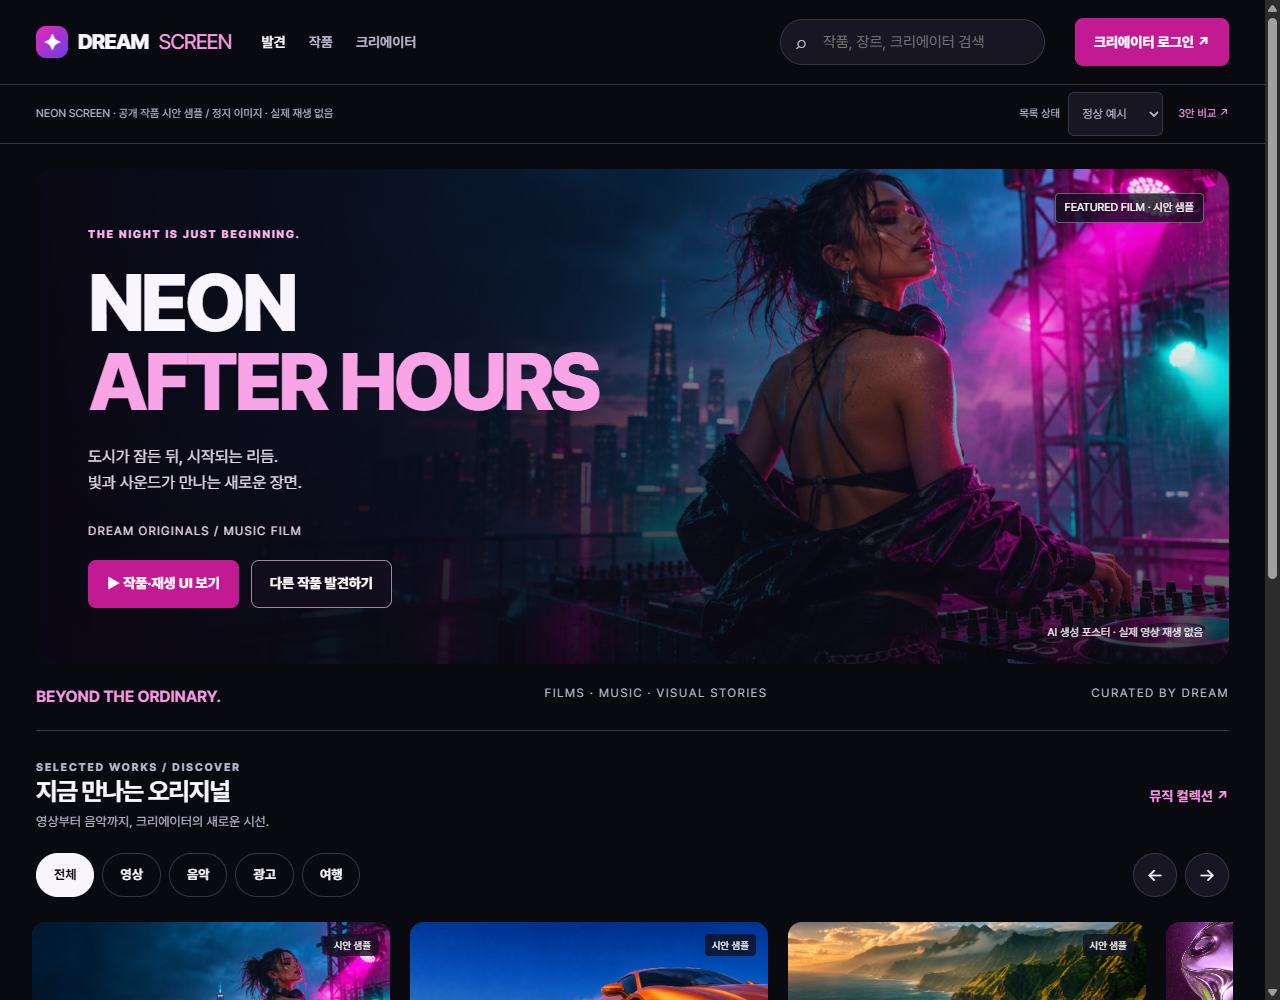 DREAM SCREEN
발견
작품
크리에이터
작품, 장르, 크리에이터 검색
크리에이터 로그인 ↗
NEON SCREEN · 공개 작품 시안 샘플 / 정지 이미지 · 실제 재생 없음
목록 상태
정상 예시
3안 비교 ↗
FEATURED FILM · 시안 샘플
THE NIGHT IS JUST BEGINNING.
NEON
AFTER HOURS
도시가 잠든 뒤, 시작되는 리듬.
빛과 사운드가 만나는 새로운 장면.
DREAM ORIGINALS / MUSIC FILM
▶ 작품·재생 UI 보기
다른 작품 발견하기
AI 생성 포스터 · 실제 영상 재생 없음
BEYOND THE ORDINARY.
FILMS · MUSIC · VISUAL STORIES
CURATED BY DREAM
SELECTED WORKS / DISCOVER
지금 만나는 오리지널
영상부터 음악까지, 크리에이터의 새로운 시선.
뮤직 컬렉션 ↗
전체
영상
음악
광고
여행
← →
시안 샘플
시안 샘플
시안 샘플